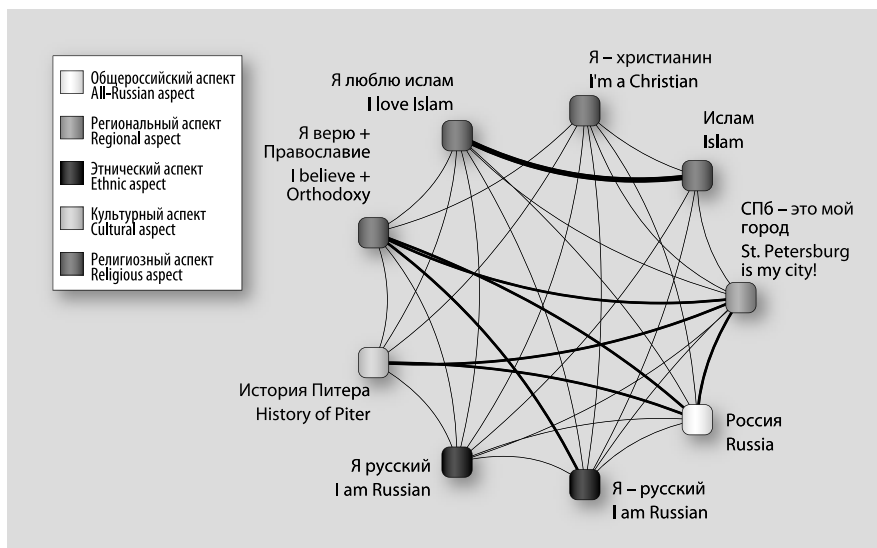 Общероссийский аспект
All-Russian aspect
Региональный аспект
Regional aspect
Этнический аспект
Ethnic aspect
Культурный аспект
Cultural aspect
Религиозный аспект
Religious aspect
Я – христианин
I'm a Christian
Я люблю ислам
I love Islam
Ислам
Islam
Я верю +
Православие
I believe +
Orthodoxy
СПб – это мой
город
St. Petersburg
is my city!
История Питера
History of Piter
Россия
Russia
Я русский
I am Russian
Я – русский
I am Russian